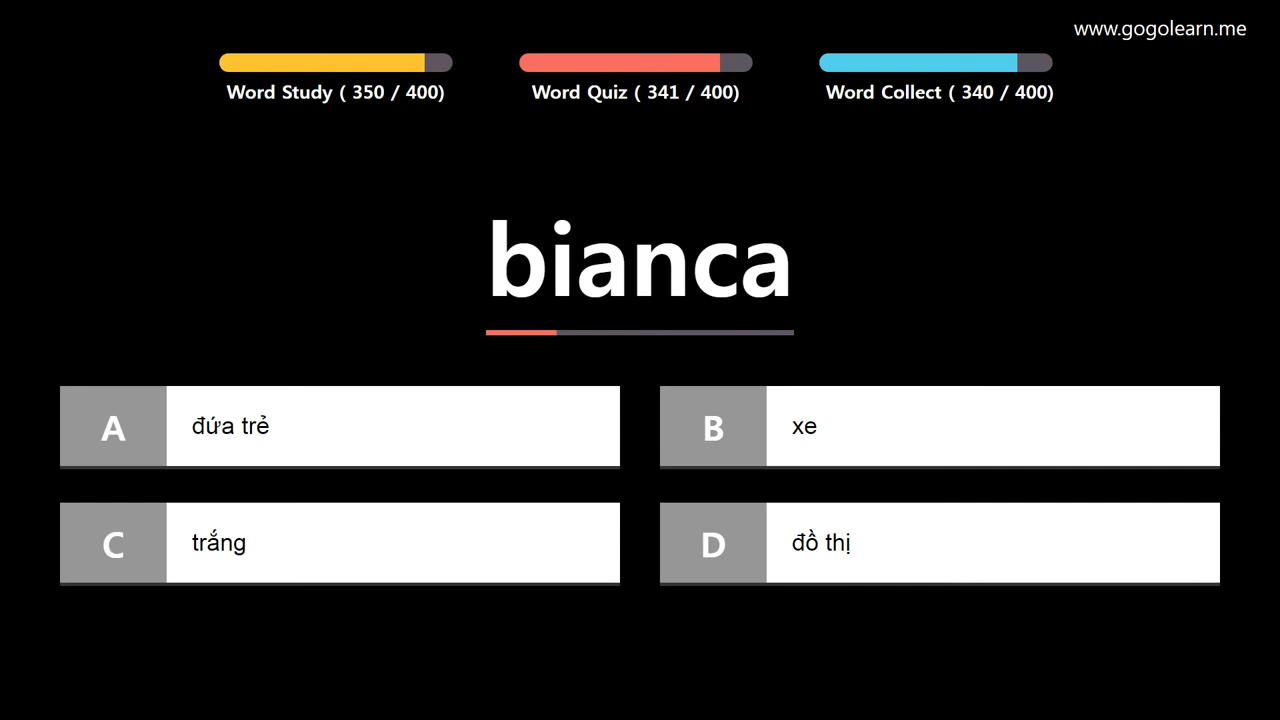 www.gogolearn.me
Word Study ( 350 / 400)
Word Quiz ( 341 / 400)
Word Collect ( 340 / 400)
bianca
A
đứa trẻ
B
xe
C
trắng
D
đồ thị